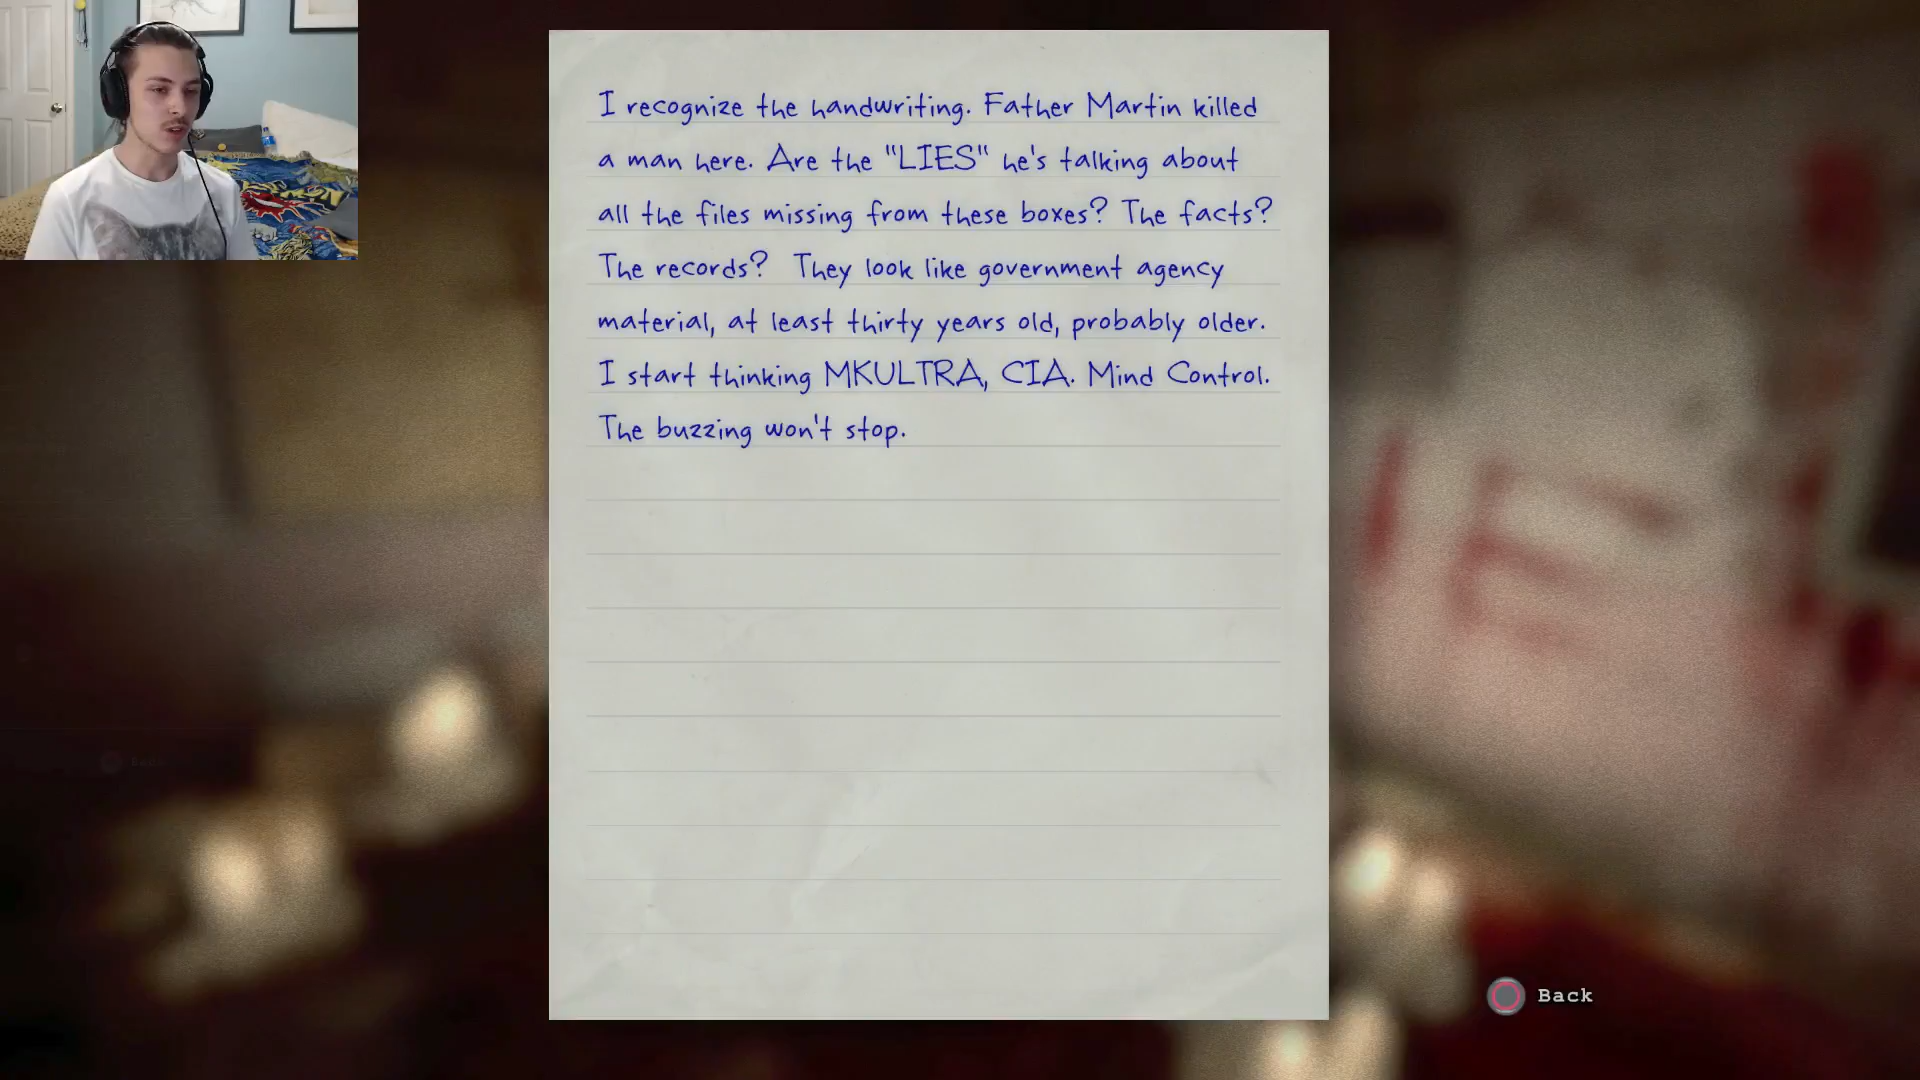 I recognize the handwriting. Father Martin killed
a man here. Are the "LIES" he's talking about
all the files missing from these boxes? The facts?
The records? They look like government agency
material, at least thirty years old, probably older.
I start thinking MKULTRA, CIA. Mind Control.
The buzzing won't stop.
Back